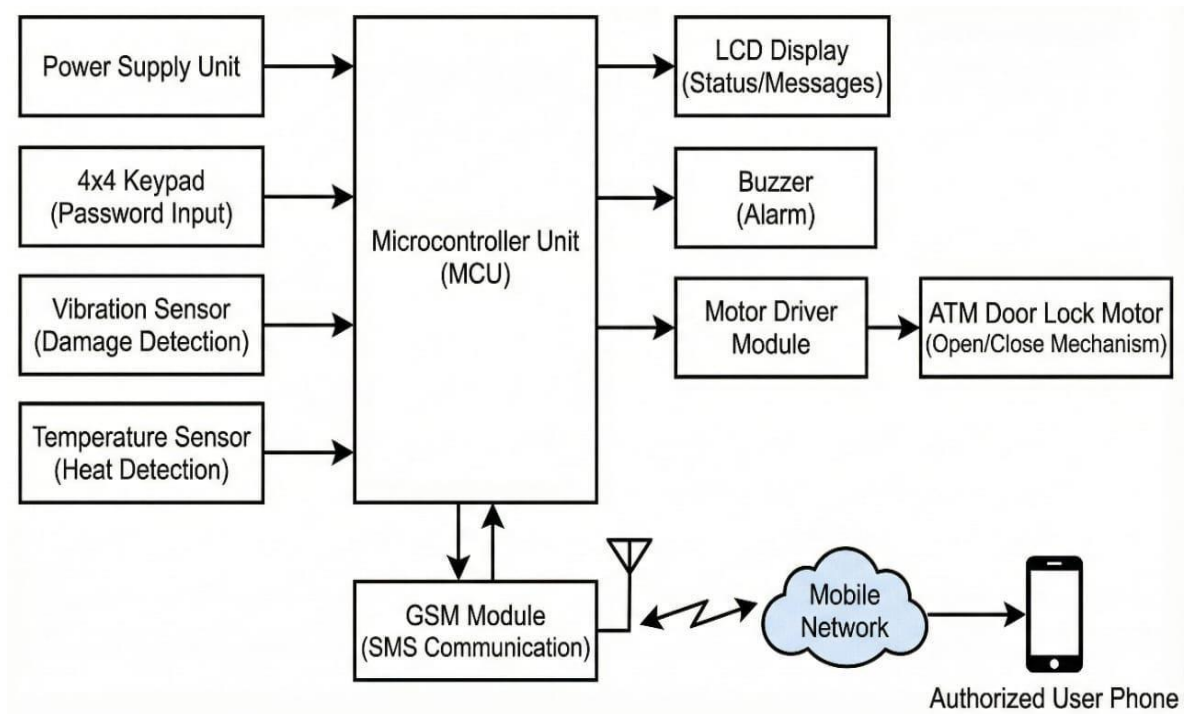 Power Supply Unit
LCD Display
(Status/Messages)
4x4 Keypad
(Password Input)
Buzzer
(Alarm)
Microcontroller Unit
(MCU)
Vibration Sensor
(Damage Detection)
Motor Driver
Module
ATM Door Lock Motor
(Open/Close Mechanism)
Temperature Sensor
(Heat Detection)
GSM Module
(SMS Communication)
Mobile
Network
Authorized User Phone